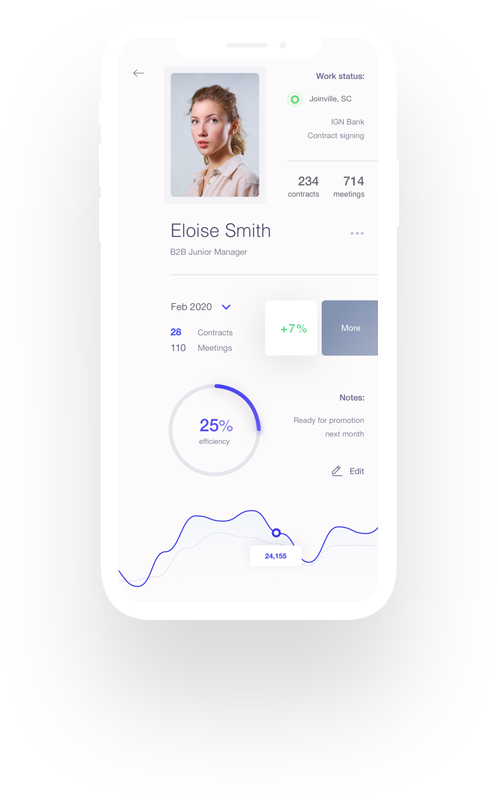 Work status:
Joinville, SC
IGN Bank
Contract signing
234 714
contracts meetings
Eloise Smith
B2B Junior Manager
Feb 2020
28 Contracts
110 Meetings
+7%
More
25%
efficiency
Notes:
Ready for promotion
next month
Edit
24,155